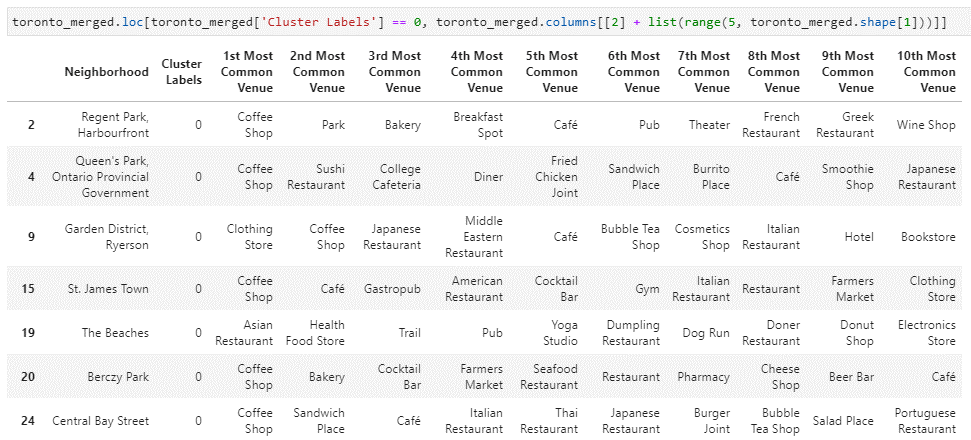 toronto_merged.loc[toronto_merged['Cluster Labels'] == 0, toronto_merged.columns[[2] + list(range(5, toronto_merged.shape[1]))]]
Neighborhood Cluster Labels 1st Most Common Venue 2nd Most Common Venue 3rd Most Common Venue 4th Most Common Venue 5th Most Common Venue 6th Most Common Venue 7th Most Common Venue 8th Most Common Venue 9th Most Common Venue 10th Most Common Venue
2 Regent Park, Harbourfront 0 Coffee Shop Park Bakery Breakfast Spot Café Pub Theater French Restaurant Greek Restaurant Wine Shop
4 Queen's Park, Ontario Provincial Government 0 Coffee Shop Sushi Restaurant College Cafeteria Diner Fried Chicken Joint Sandwich Place Burrito Place Café Smoothie Shop Japanese Restaurant
9 Garden District, Ryerson 0 Clothing Store Coffee Shop Japanese Restaurant Middle Eastern Restaurant Café Bubble Tea Shop Cosmetics Shop Italian Restaurant Hotel Bookstore
15 St. James Town 0 Coffee Shop Café Gastropub American Restaurant Cocktail Bar Gym Italian Restaurant Restaurant Farmers Market Clothing Store
19 The Beaches 0 Asian Restaurant Health Food Store Trail Pub Yoga Studio Dumpling Restaurant Dog Run Doner Restaurant Donut Shop Electronics Store
20 Berczy Park 0 Coffee Shop Bakery Cocktail Bar Farmers Market Seafood Restaurant Restaurant Pharmacy Cheese Shop Beer Bar Café
24 Central Bay Street 0 Coffee Shop Sandwich Place Café Italian Restaurant Thai Restaurant Japanese Restaurant Burger Joint Bubble Tea Shop Salad Place Portuguese Restaurant